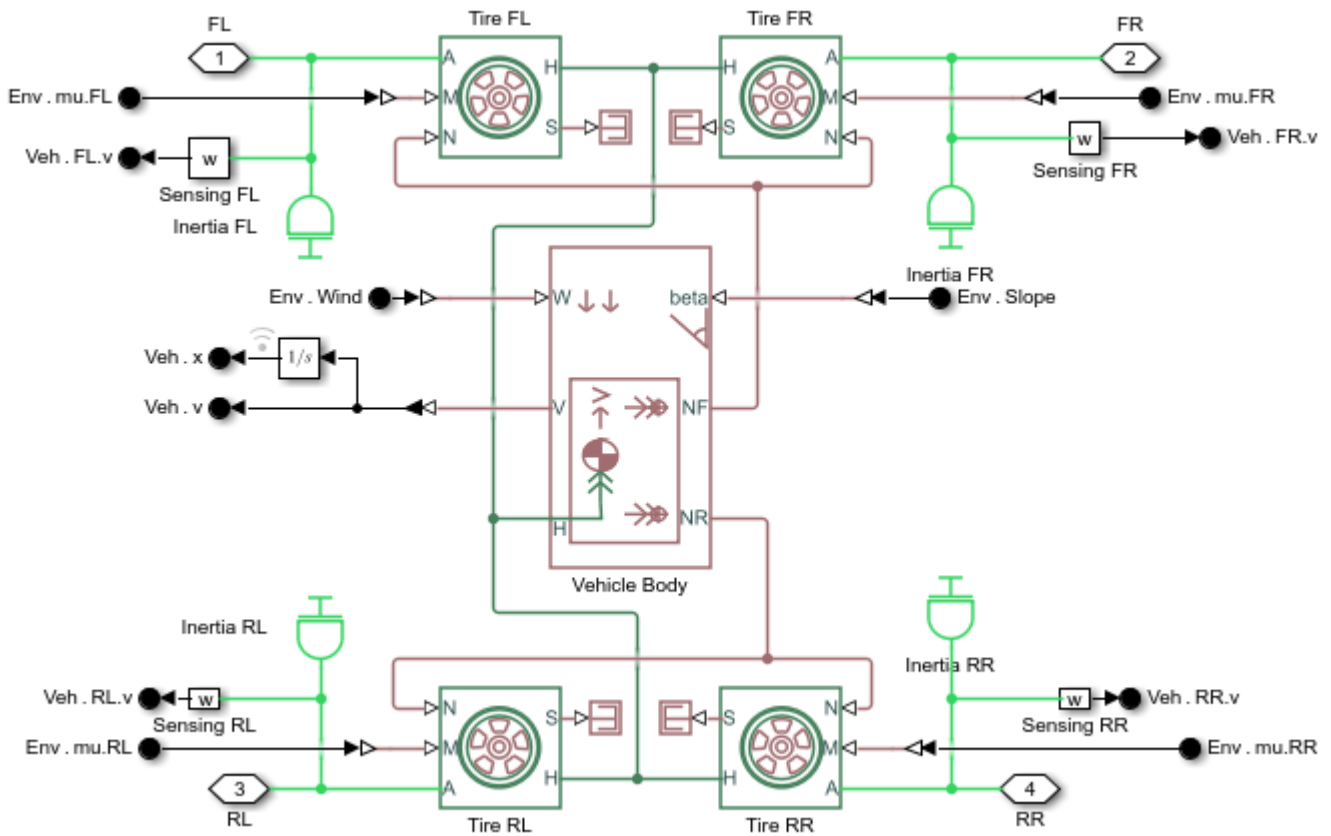 FL
Tire FL
Tire FR
FR
1
A
H
H
A
2
Env . mu.FL
M
M
Env . mu.FR
N
S
S
N
Veh . FL.v
w
w
Veh . FR.v
Sensing FL
Sensing FR
Inertia FL
Inertia FR
Env . Wind
W
beta
Env . Slope
Veh . x
1/s
Veh . v
V
V
NF
H
NR
Vehicle Body
Inertia RL
Inertia RR
Veh . RL.v
w
N
S
S
N
w
Veh . RR.v
Sensing RL
Sensing RR
Env . mu.RL
M
M
Env . mu.RR
3
A
H
H
A
4
RL
Tire RL
Tire RR
RR